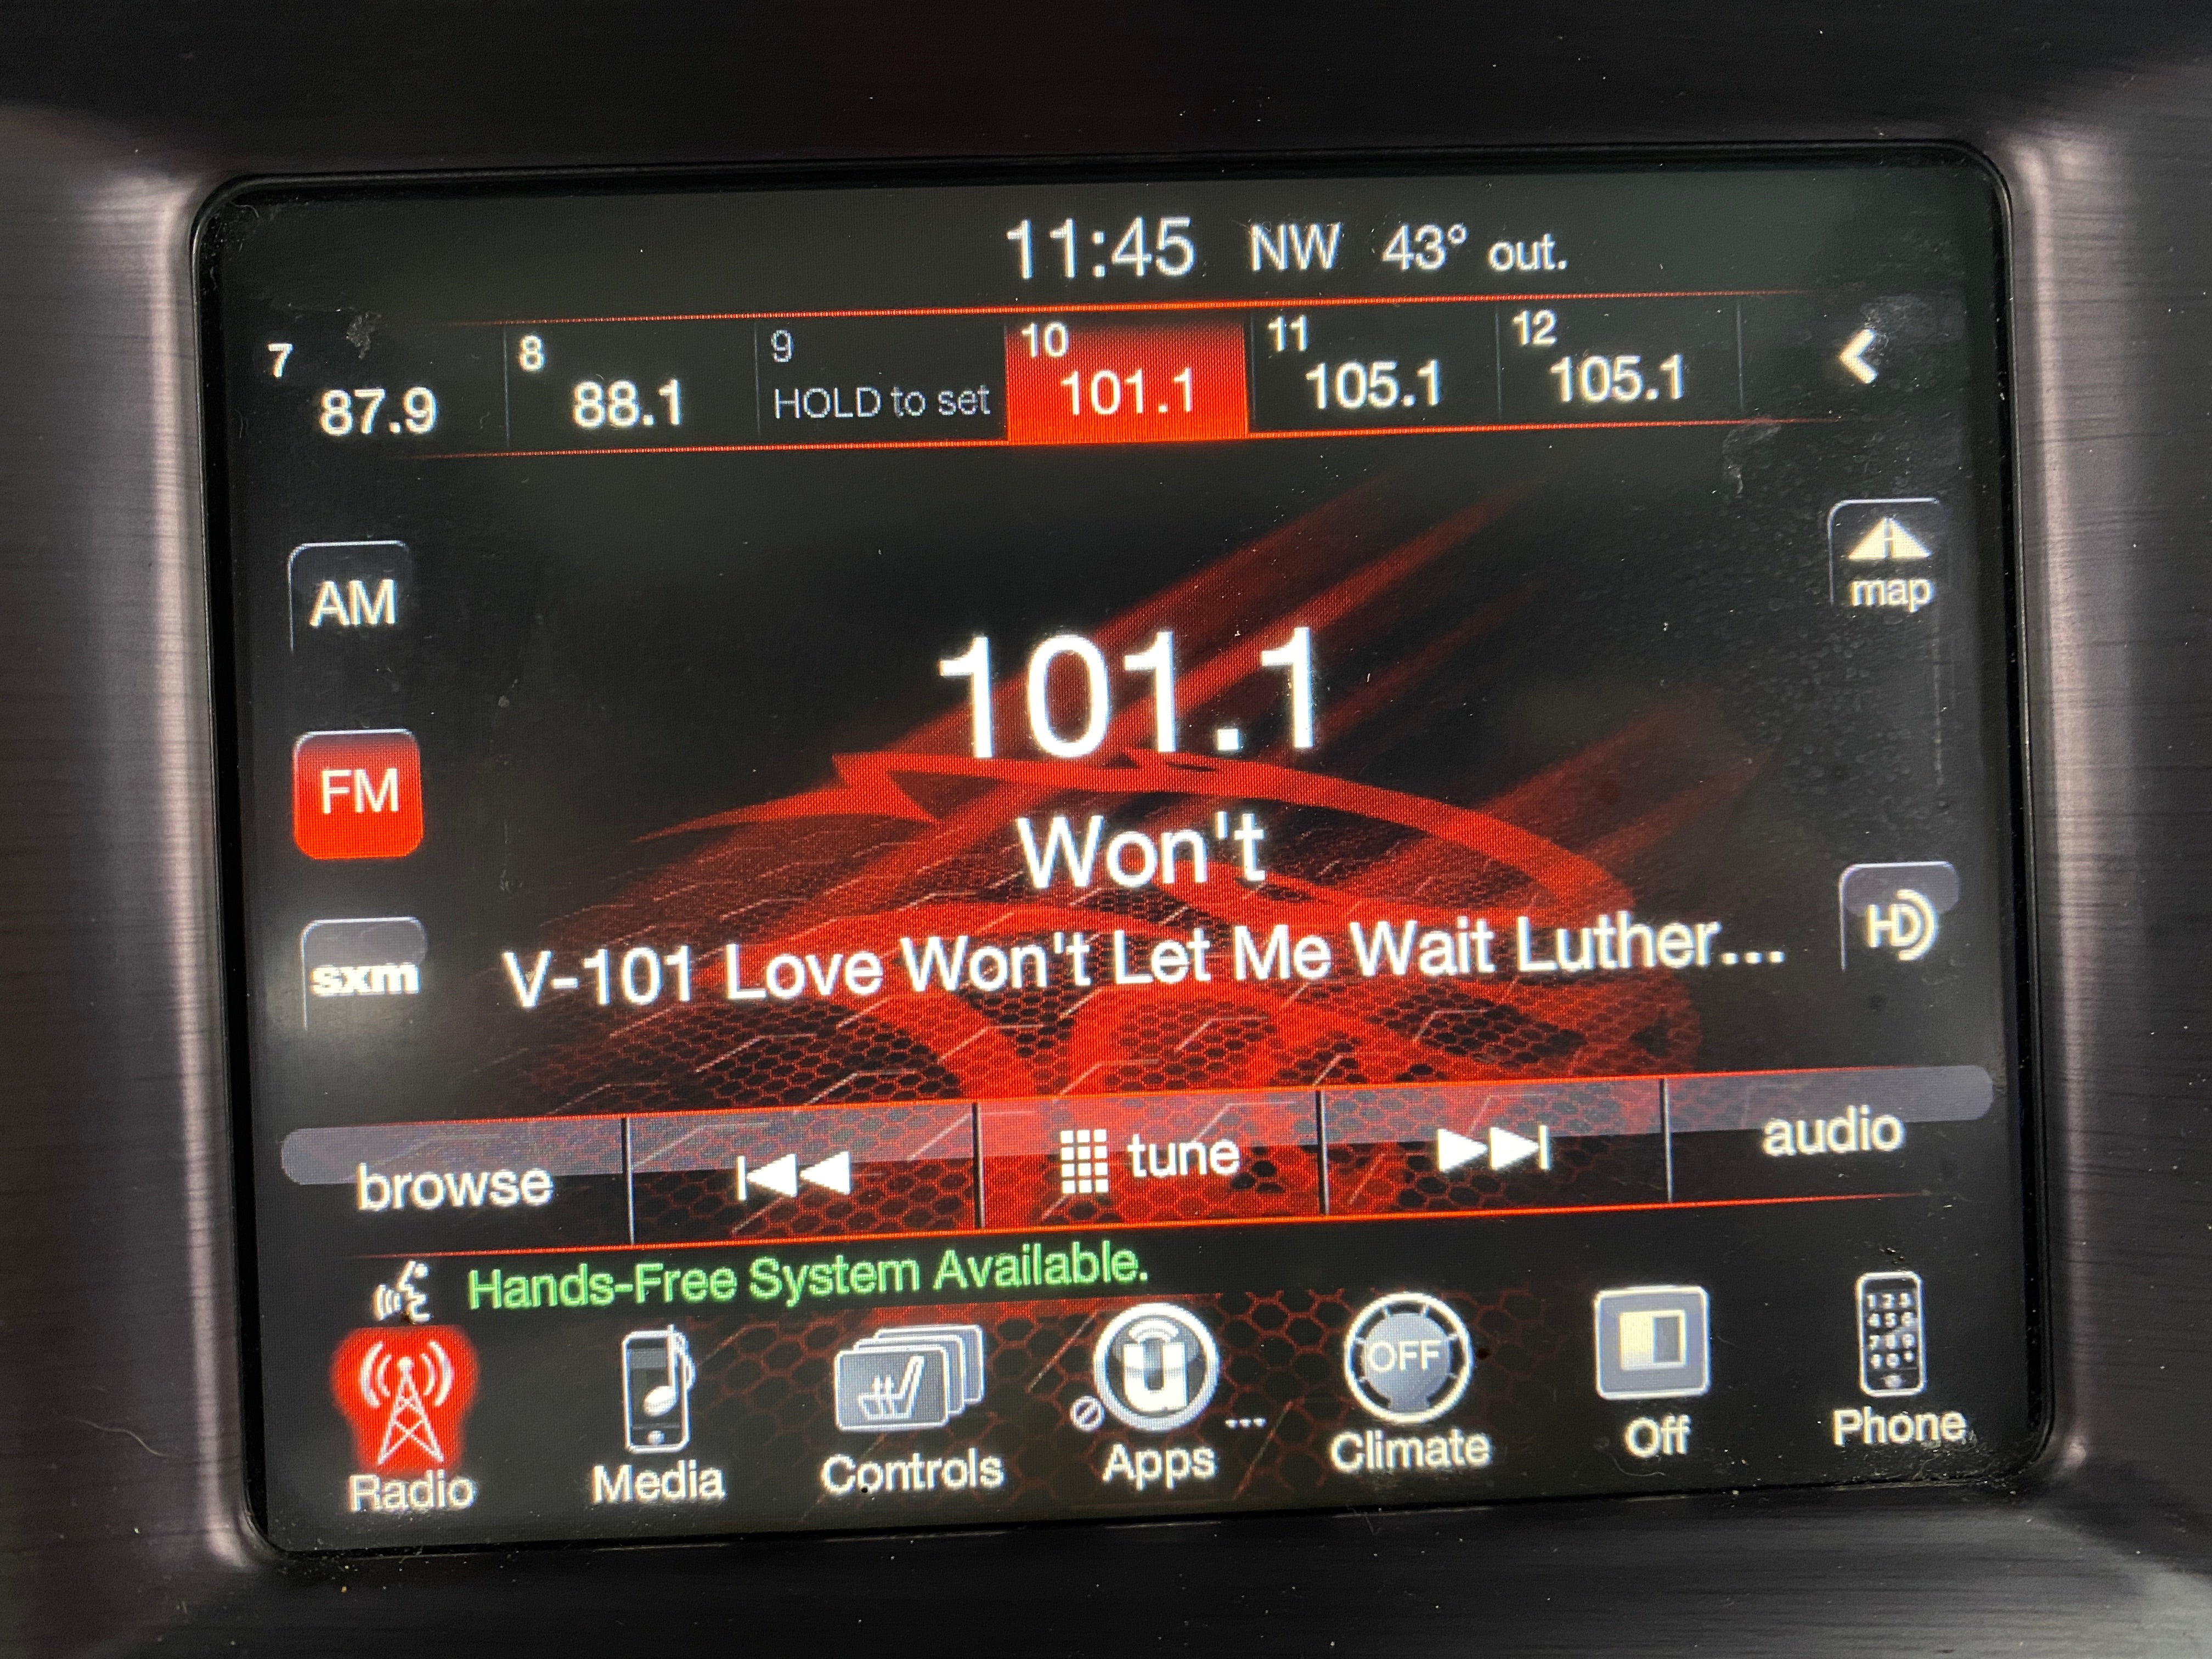 11:45 NW 43° out.
7 8 9 10 11 12
87.9 88.1 HOLD to set 101.1 105.1 105.1
AM
map
101.1
FM
Won't
HD
sxm V-101 Love Won't Let Me Wait Luther...
browse tune audio
Hands-Free System Available.
OFF
Radio Media Controls Apps ... Climate Off Phone